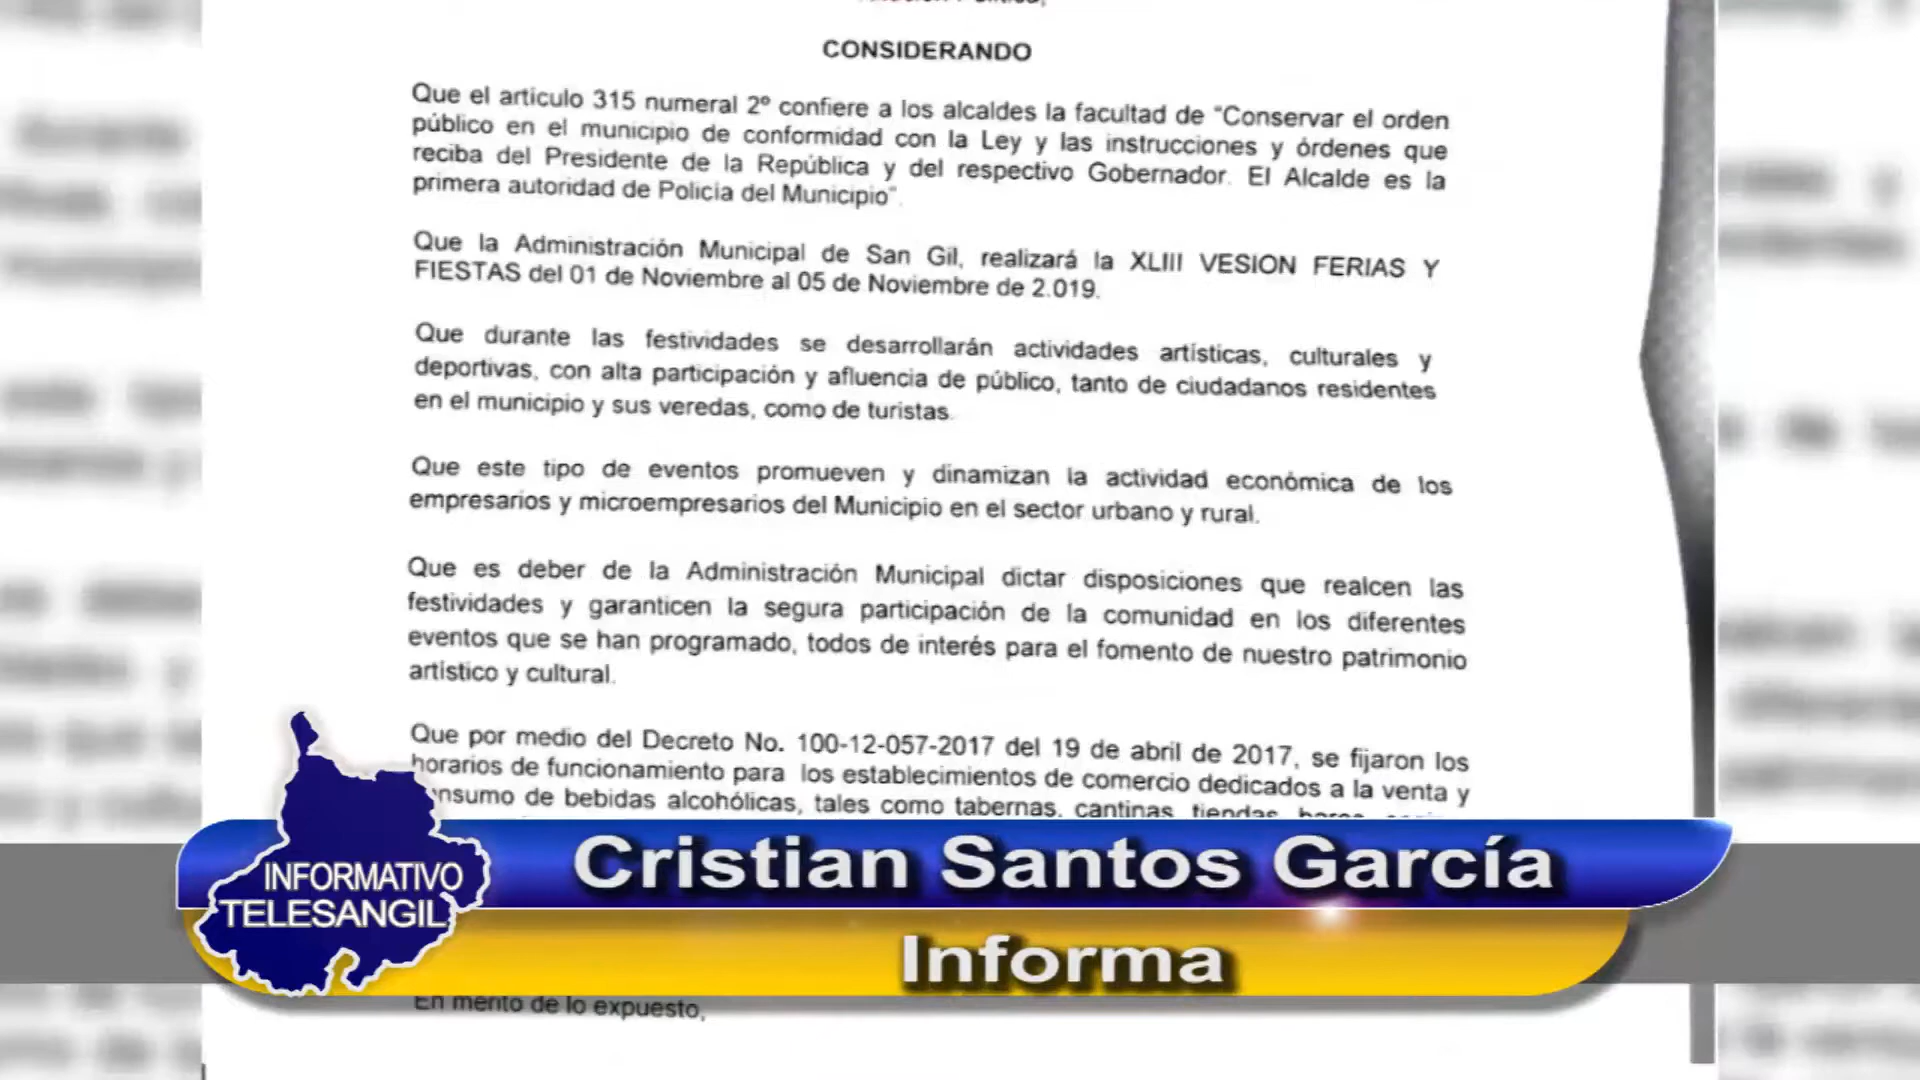 CONSIDERANDO
Que el artículo 315 numeral 2º confiere a los alcaldes la facultad de "Conservar el orden
público en el municipio de conformidad con la Ley y las instrucciones y órdenes que
reciba del Presidente de la República y del respectivo Gobernador. El Alcalde es la
primera autoridad de Policía del Municipio".
Que la Administración Municipal de San Gil, realizará la XLIII VESION FERIAS Y
FIESTAS del 01 de Noviembre al 05 de Noviembre de 2.019.
Que durante las festividades se desarrollarán actividades artísticas, culturales y
deportivas, con alta participación y afluencia de público, tanto de ciudadanos residentes
en el municipio y sus veredas, como de turistas.
Que este tipo de eventos promueven y dinamizan la actividad económica de los
empresarios y microempresarios del Municipio en el sector urbano y rural.
Que es deber de la Administración Municipal dictar disposiciones que realcen las
festividades y garanticen la segura participación de la comunidad en los diferentes
eventos que se han programado, todos de interés para el fomento de nuestro patrimonio
artístico y cultural.
Que por medio del Decreto No. 100-12-057-2017 del 19 de abril de 2017, se fijaron los
horarios de funcionamiento para los establecimientos de comercio dedicados a la venta y
consumo de bebidas alcohólicas, tales como tabernas, cantinas, tiendas,
INFORMATIVO
TELESANGIL
Cristian Santos García
Informa
En merito de lo expuesto,